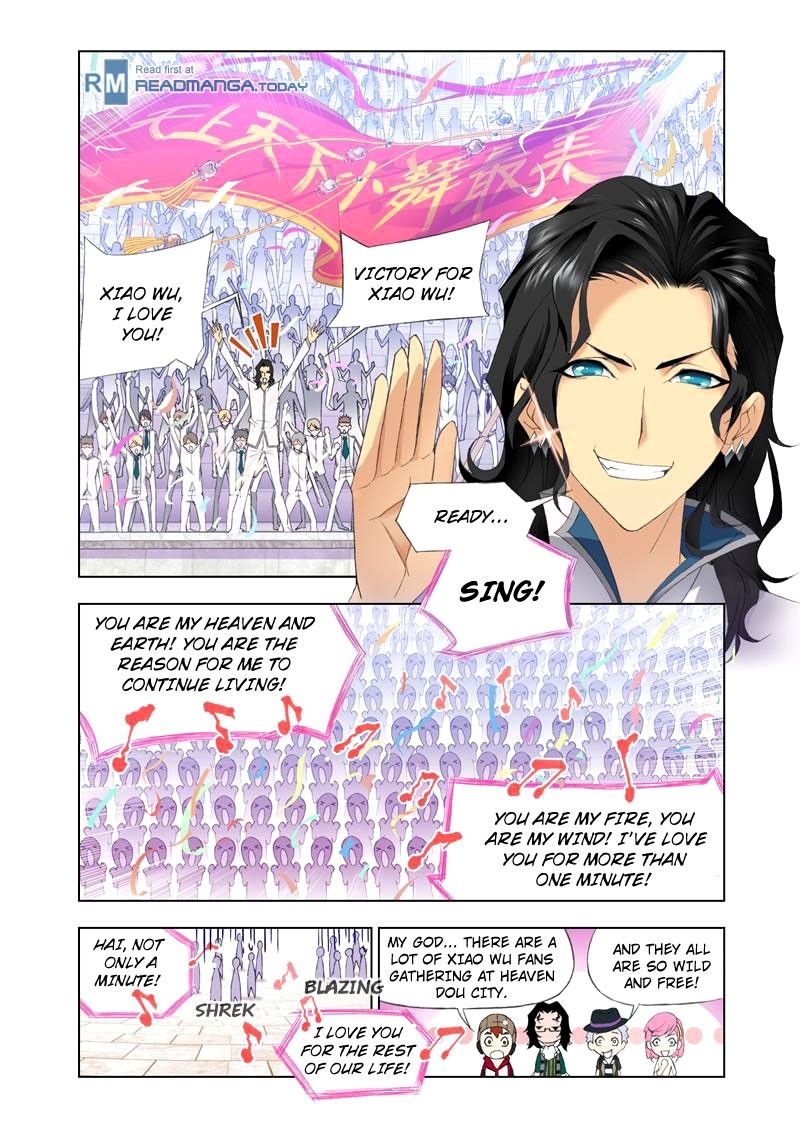 RM
Read first at
READMANGA.TODAY
天上天下小舞最美
XIAO WU,
I LOVE
YOU!
VICTORY FOR
XIAO WU!
READY...
SING!
YOU ARE MY HEAVEN AND
EARTH! YOU ARE THE
REASON FOR ME TO
CONTINUE LIVING!
YOU ARE MY FIRE, YOU
ARE MY WIND! I'VE LOVE
YOU FOR MORE THAN
ONE MINUTE!
HAI, NOT
ONLY A
MINUTE!
SHREK
BLAZING
I LOVE YOU
FOR THE REST
OF OUR LIFE!
MY GOD... THERE ARE A
LOT OF XIAO WU FANS
GATHERING AT HEAVEN
DOU CITY.
AND THEY ALL
ARE SO WILD
AND FREE!